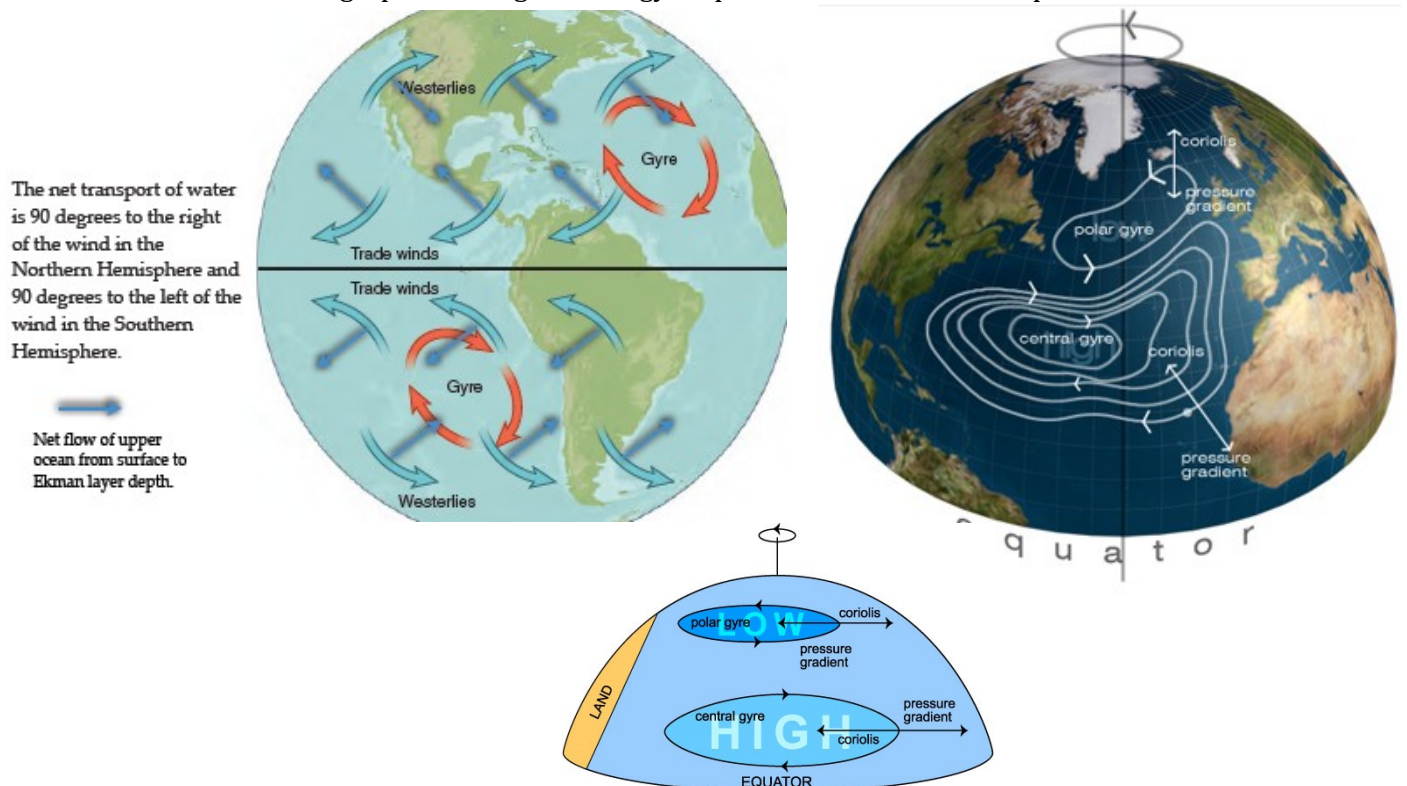 The net transport of water
is 90 degrees to the right
of the wind in the
Northern Hemisphere and
90 degrees to the left of the
wind in the Southern
Hemisphere.
Net flow of upper
ocean from surface to
Ekman layer depth.
Westerlies
Gyre
Trade winds
Trade winds
Gyre
Westerlies
coriolis
pressure
gradient
low
polar gyre
central gyre
high
coriolis
pressure
gradient
equator
polar gyre
LOW
coriolis
pressure
gradient
LAND
central gyre
HIGH
pressure
gradient
coriolis
EQUATOR